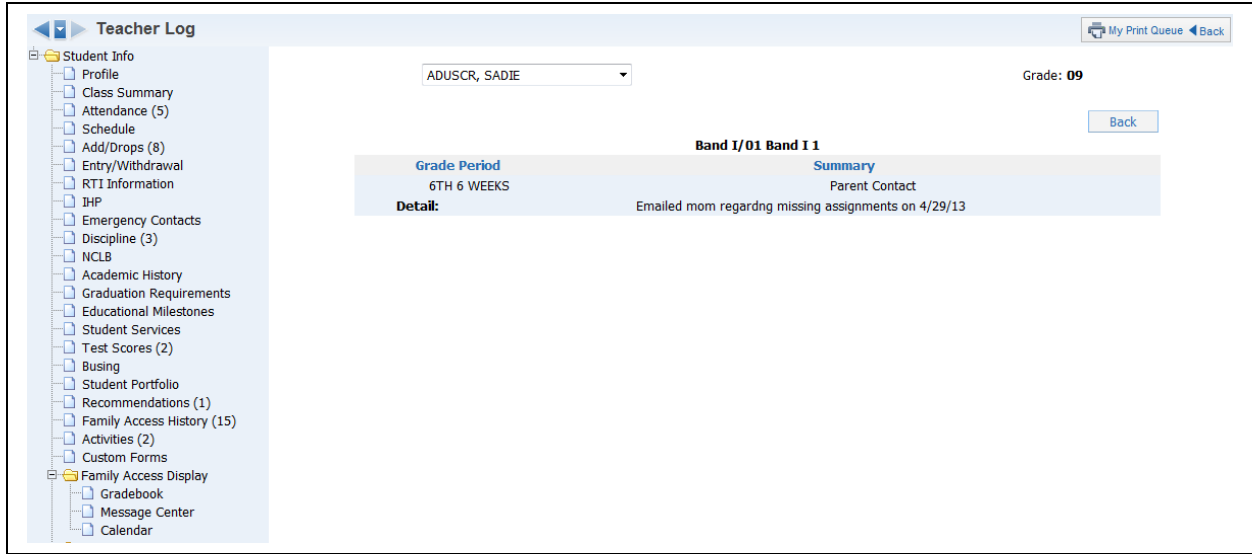 Teacher Log
My Print Queue Back
Student Info
Profile
Class Summary
Attendance (5)
Schedule
Add/Drops (8)
Entry/Withdrawal
RTI Information
IHP
Emergency Contacts
Discipline (3)
NCLB
Academic History
Graduation Requirements
Educational Milestones
Student Services
Test Scores (2)
Busing
Student Portfolio
Recommendations (1)
Family Access History (15)
Activities (2)
Custom Forms
Family Access Display
Gradebook
Message Center
Calendar
ADUSCR, SADIE
Grade: 09
Back
Band I/01 Band I 1
Grade Period Summary
6TH 6 WEEKS Parent Contact
Detail: Emailed mom regardng missing assignments on 4/29/13